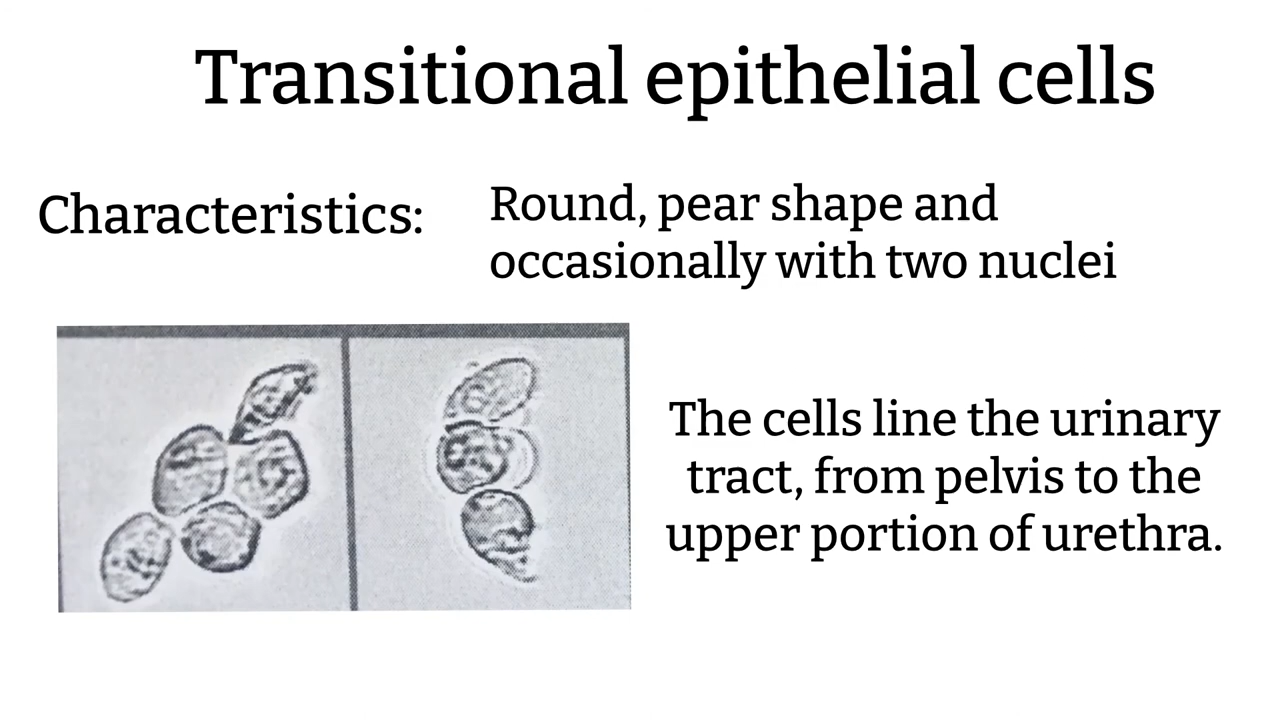 Transitional epithelial cells
Characteristics:
Round, pear shape and
occasionally with two nuclei
The cells line the urinary
tract, from pelvis to the
upper portion of urethra.